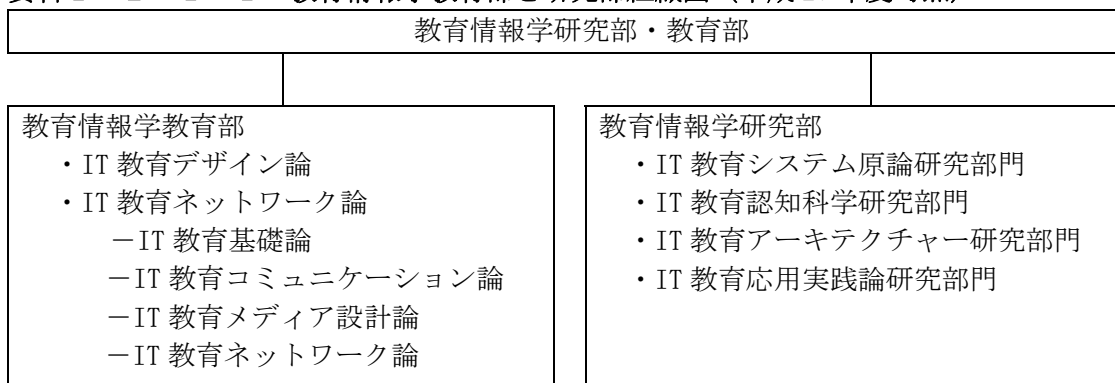 教育情報学研究部・教育部
教育情報学教育部
・IT 教育デザイン論
・IT 教育ネットワーク論
－IT 教育基礎論
－IT 教育コミュニケーション論
－IT 教育メディア設計論
－IT 教育ネットワーク論
教育情報学研究部
・IT 教育システム原論研究部門
・IT 教育認知科学研究部門
・IT 教育アーキテクチャー研究部門
・IT 教育応用実践論研究部門